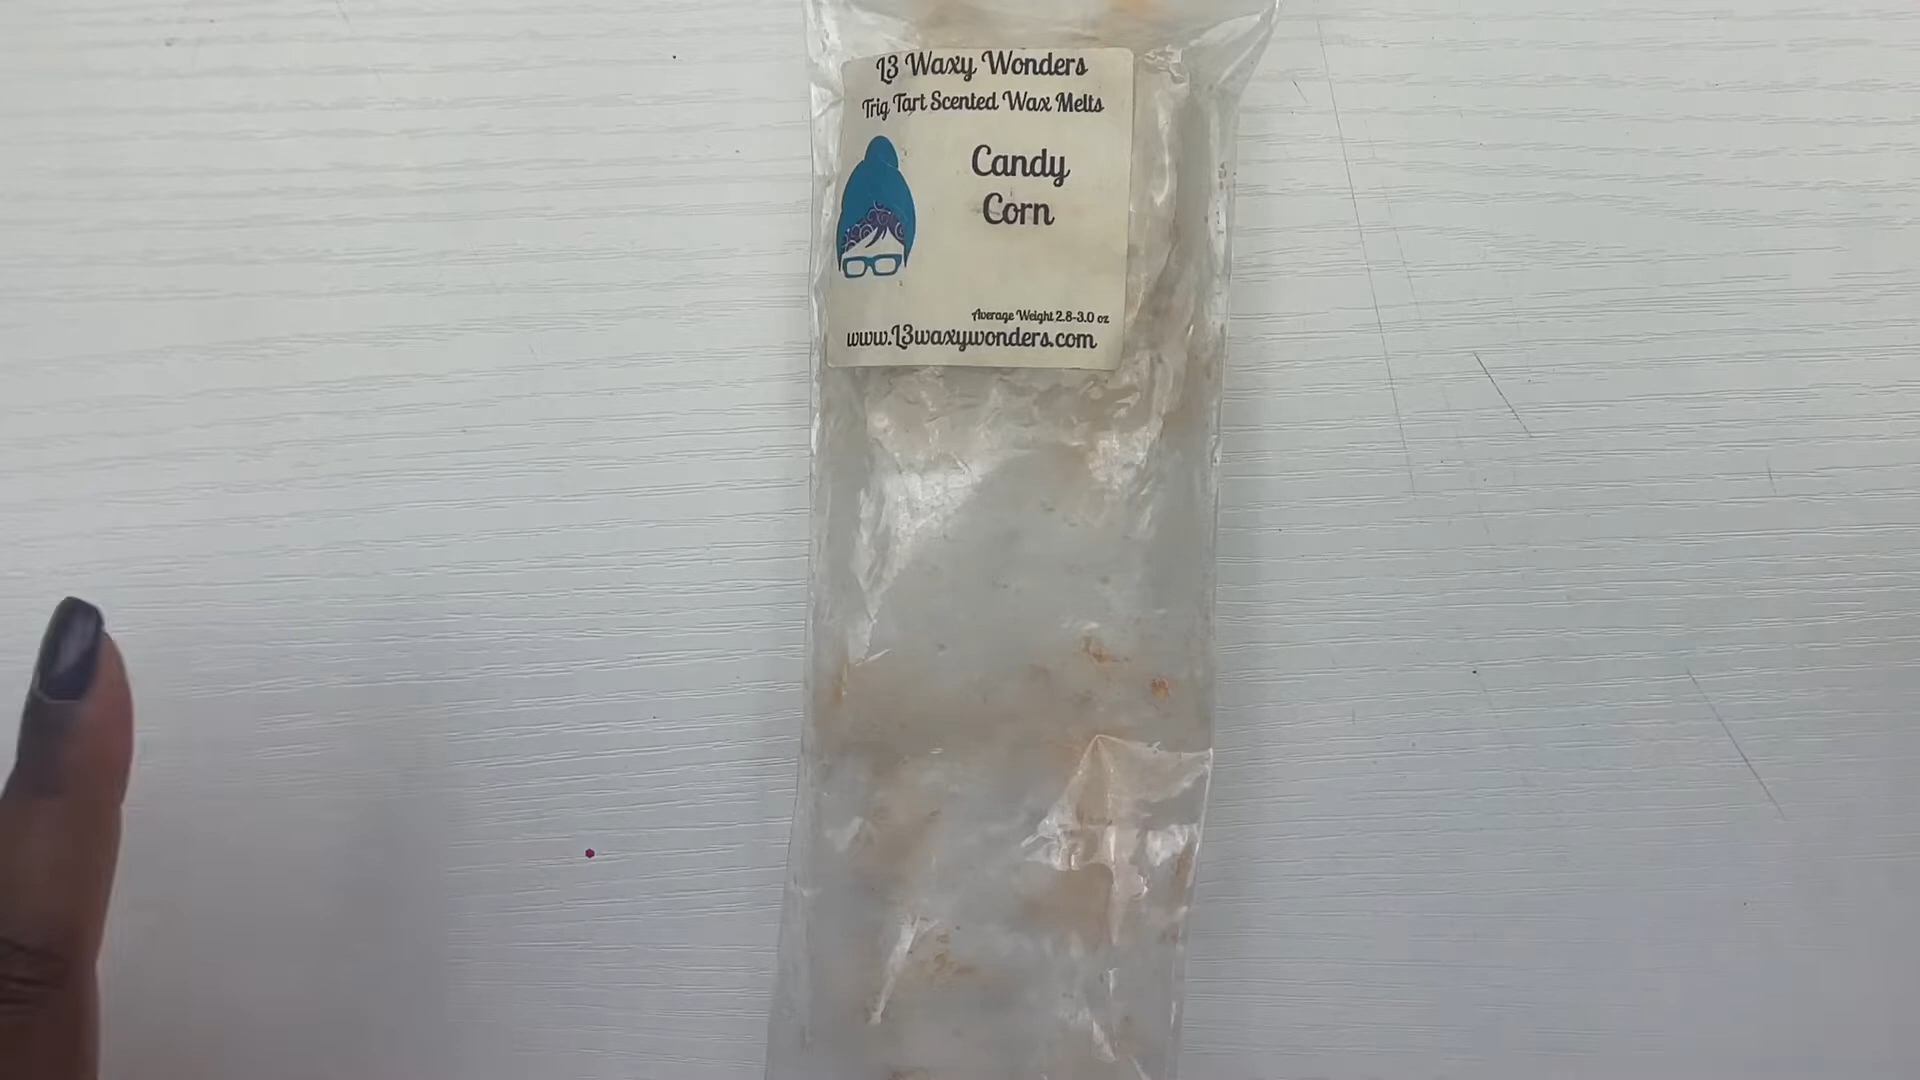 L3 Waxy Wonders
Trig Tart Scented Wax Melts
Candy
Corn
Average Weight 2.8-3.0 oz
www.L3waxywonders.com